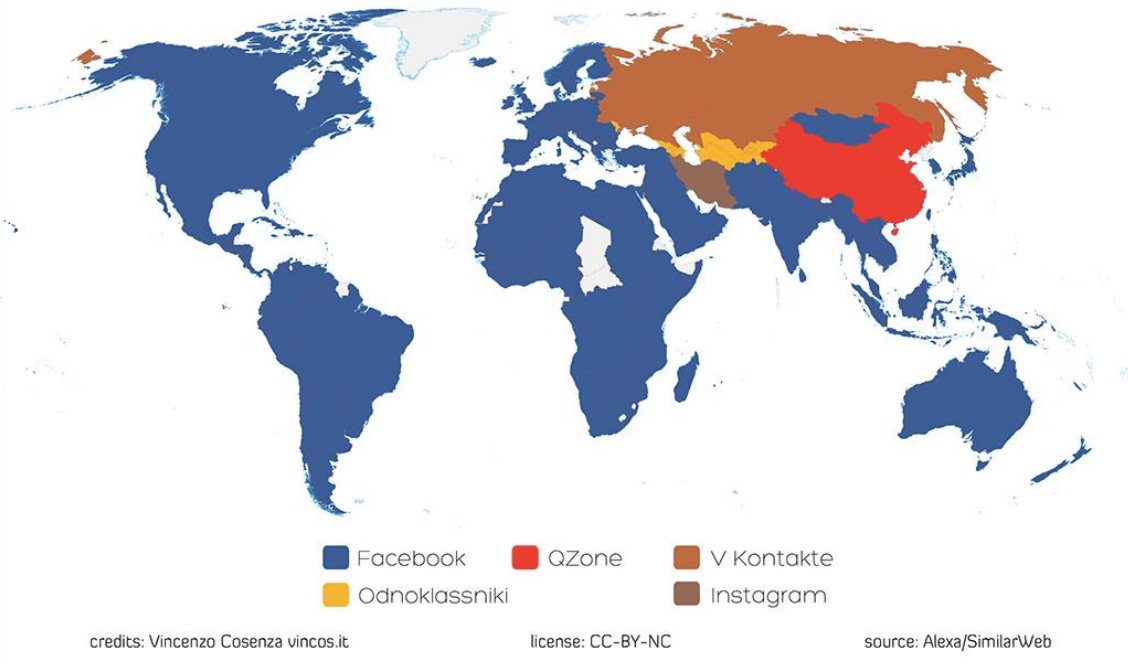 Facebook QZone V Kontakte
Odnoklassniki Instagram
credits: Vincenzo Cosenza vincos.it license: CC-BY-NC source: Alexa/SimilarWeb